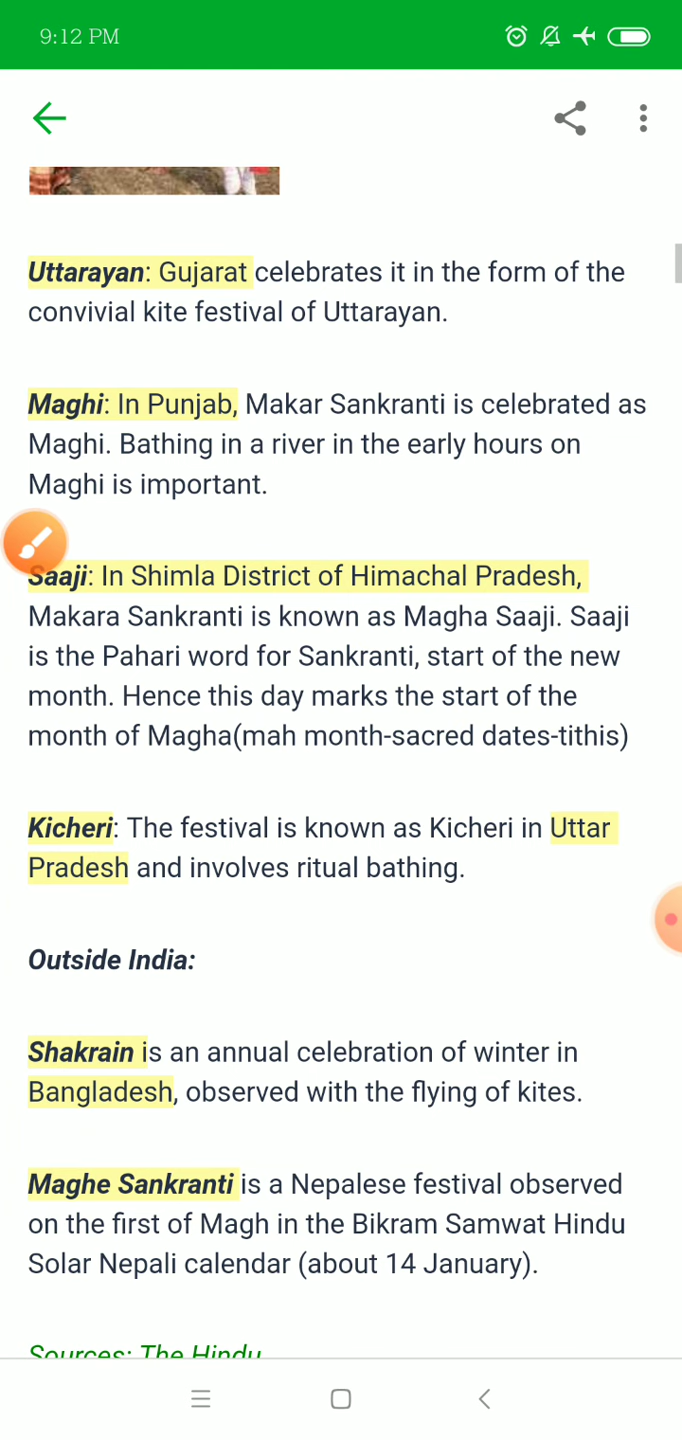 9:12 PM
Uttarayan: Gujarat celebrates it in the form of the
convivial kite festival of Uttarayan.
Maghi: In Punjab, Makar Sankranti is celebrated as
Maghi. Bathing in a river in the early hours on
Maghi is important.
Saaji: In Shimla District of Himachal Pradesh,
Makara Sankranti is known as Magha Saaji. Saaji
is the Pahari word for Sankranti, start of the new
month. Hence this day marks the start of the
month of Magha(mah month-sacred dates-tithis)
Kicheri: The festival is known as Kicheri in Uttar
Pradesh and involves ritual bathing.
Outside India:
Shakrain is an annual celebration of winter in
Bangladesh, observed with the flying of kites.
Maghe Sankranti is a Nepalese festival observed
on the first of Magh in the Bikram Samwat Hindu
Solar Nepali calendar (about 14 January).
Sources: The Hindu